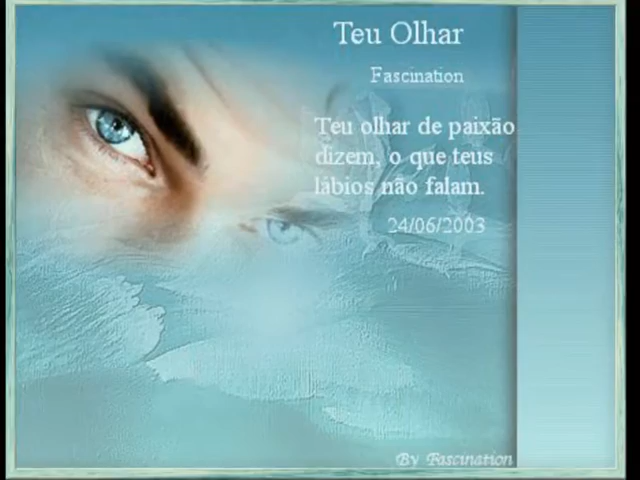 Teu Olhar
Fascination
Teu olhar de paixão
dizem, o que teus
lábios não falam.
24/06/2003
By Fascination